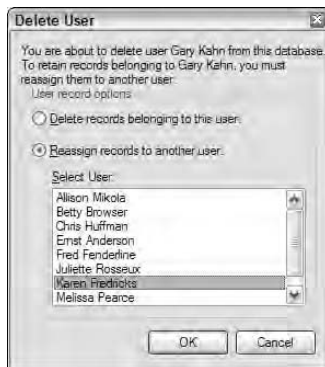 Delete User
You are about to delete user Gary Kahn from this database.
To retain records belonging to Gary Kahn, you must
reassign them to another user.
User record options
Delete records belonging to this user.
Reassign records to another user.
Select User:
Allison Mikola
Betty Browser
Chris Huffman
Ernst Anderson
Fred Fenderline
Juliette Rosseux
Karen Fredricks
Melissa Pearce
OK
Cancel